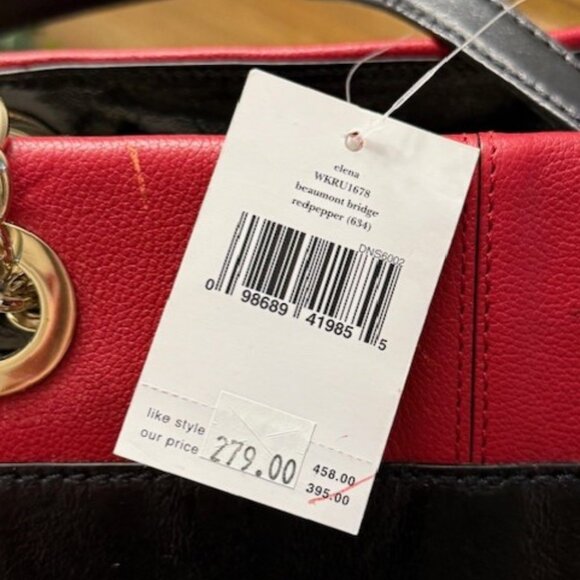 elena
WKRU1678
beaumont bridge
redpepper (634)
DNS6002
0 98689 41985 5
like style 458.00
our price 279.00 395.00